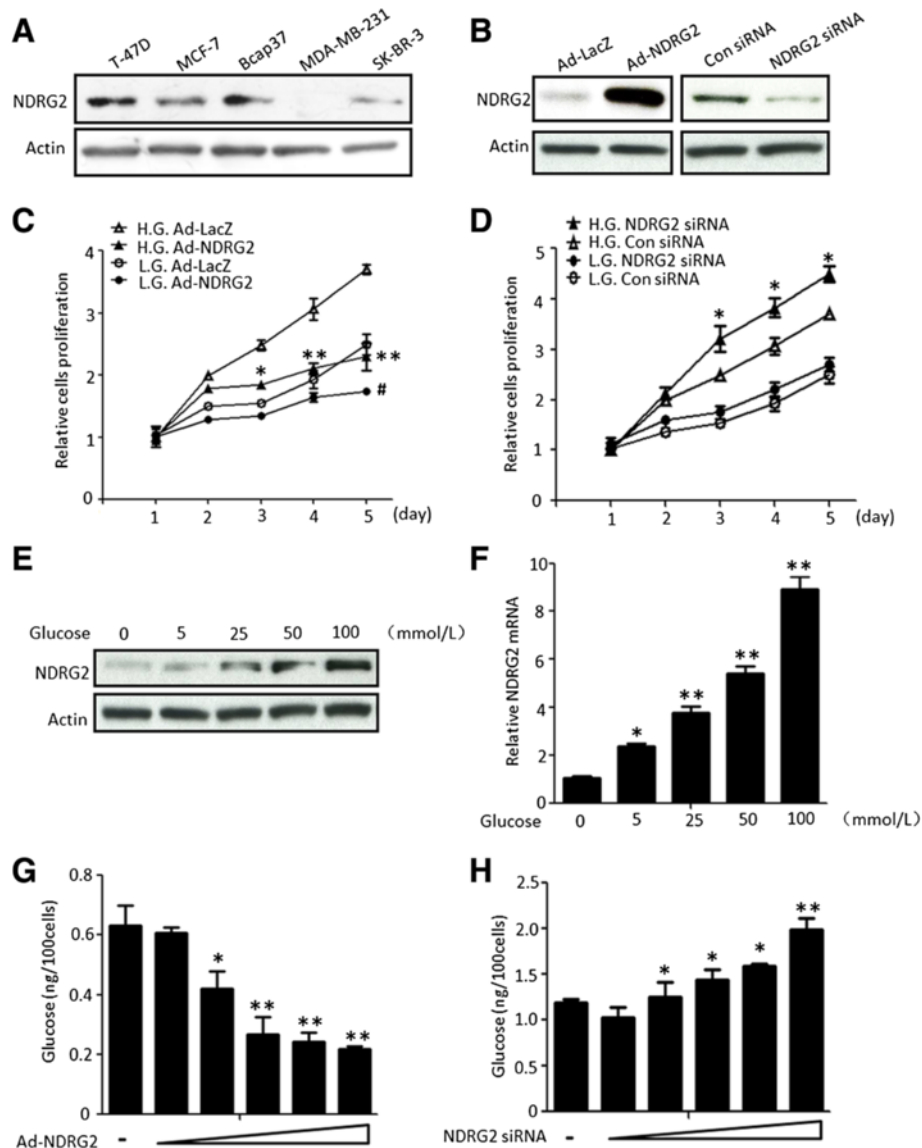 A
T-47D MCF-7 Bcap37 MDA-MB-231 SK-BR-3
NDRG2
Actin
B
Ad-LacZ Ad-NDRG2 Con siRNA NDRG2 siRNA
NDRG2
Actin
C
H.G. Ad-LacZ
H.G. Ad-NDRG2
L.G. Ad-LacZ
L.G. Ad-NDRG2
Relative cells proliferation
4
3
2
1
0
* ** **
#
1 2 3 4 5 (day)
D
H.G. NDRG2 siRNA
H.G. Con siRNA
L.G. NDRG2 siRNA
L.G. Con siRNA
Relative cells proliferation
5
4
3
2
1
0
* * *
1 2 3 4 5 (day)
E
Glucose 0 5 25 50 100 (mmol/L)
NDRG2
Actin
F
Relative NDRG2 mRNA
10
8
6
4
2
0
* ** ** **
Glucose 0 5 25 50 100 (mmol/L)
G
Glucose (ng/100cells)
0.8
0.6
0.4
0.2
0
* ** ** **
Ad-NDRG2 -
H
Glucose (ng/100cells)
2.5
2.0
1.5
1.0
0.5
0
* * * **
NDRG2 siRNA -